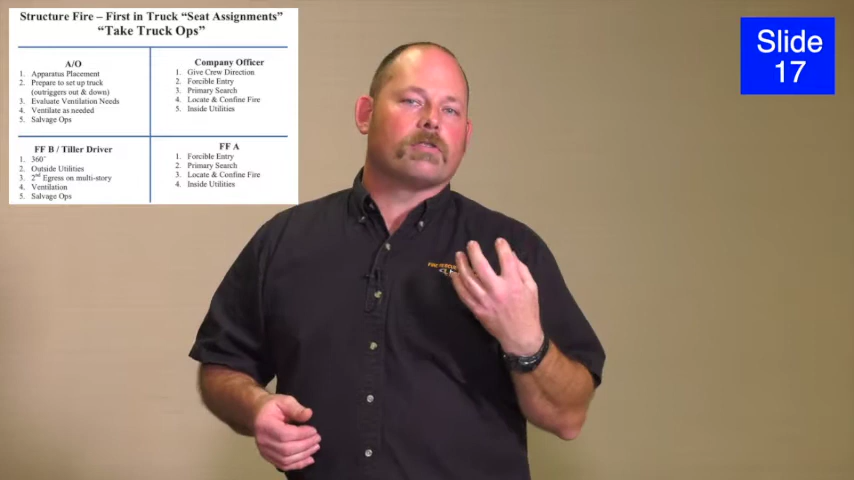 Structure Fire – First in Truck “Seat Assignments”
“Take Truck Ops”
A/O
1. Apparatus Placement
2. Prepare to set up truck
(outriggers out & down)
3. Evaluate Ventilation Needs
4. Ventilate as needed
5. Salvage Ops
Company Officer
1. Give Crew Direction
2. Forcible Entry
3. Primary Search
4. Locate & Confine Fire
5. Inside Utilities
FF B / Tiller Driver
1. 360°
2. Outside Utilities
3. 2nd Egress on multi-story
4. Ventilation
5. Salvage Ops
FF A
1. Forcible Entry
2. Primary Search
3. Locate & Confine Fire
4. Inside Utilities
Slide
17
FIRE RESCUE